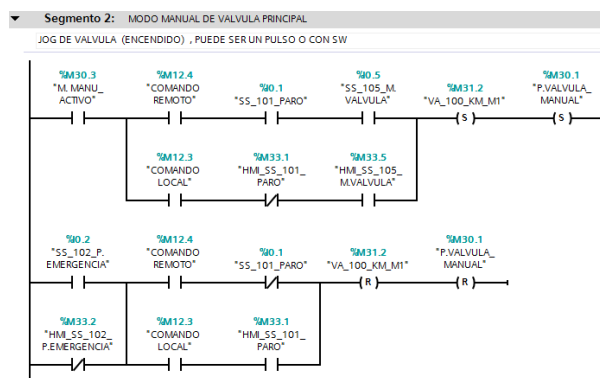 Segmento 2: MODO MANUAL DE VALVULA PRINCIPAL
JOG DE VALVULA (ENCENDIDO) , PUEDE SER UN PULSO O CON SW
%M30.3
"M. MANU_
ACTIVO"
%M12.4
"COMANDO
REMOTO"
%I0.1
"SS_101_PARO"
%I0.5
"SS_105_M.
VALVULA"
%M31.2
"VA_100_KM_M1"
S
%M30.1
"P.VALVULA_
MANUAL"
S
%M12.3
"COMANDO
LOCAL"
%M33.1
"HMI_SS_101_
PARO"
%M33.5
"HMI_SS_105_
M.VALVULA"
%I0.2
"SS_102_P.
EMERGENCIA"
%M12.4
"COMANDO
REMOTO"
%I0.1
"SS_101_PARO"
%M31.2
"VA_100_KM_M1"
R
%M30.1
"P.VALVULA_
MANUAL"
R
%M33.2
"HMI_SS_102_
P.EMERGENCIA"
%M12.3
"COMANDO
LOCAL"
%M33.1
"HMI_SS_101_
PARO"